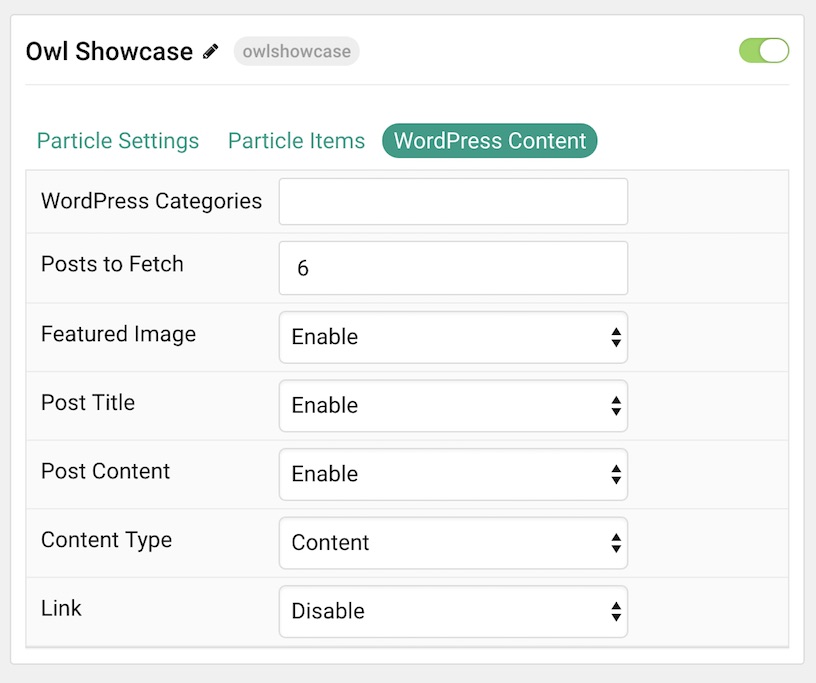 Owl Showcase owlshowcase
Particle Settings Particle Items WordPress Content
WordPress Categories
Posts to Fetch 6
Featured Image Enable
Post Title Enable
Post Content Enable
Content Type Content
Link Disable